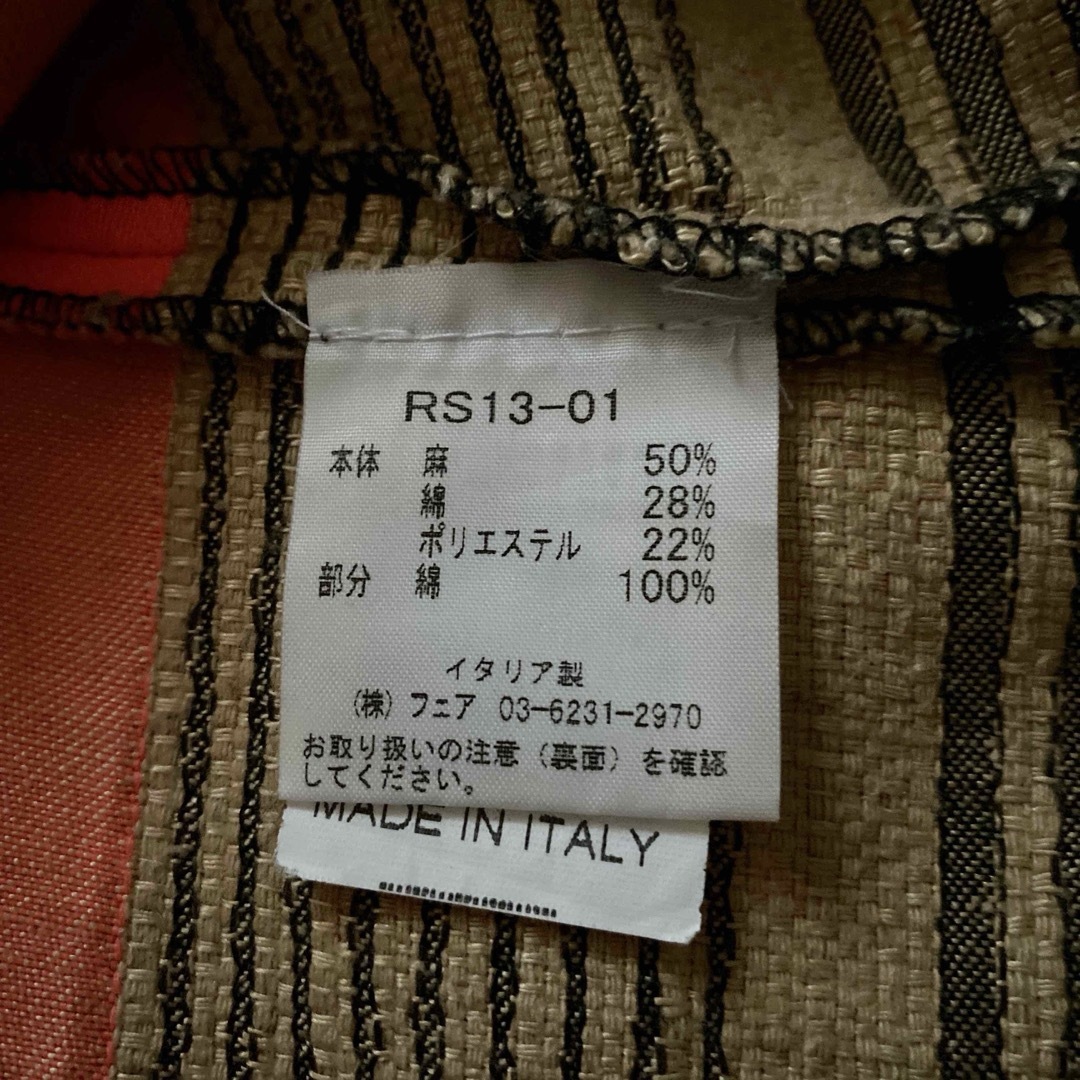 RS13-01
本体 麻 50%
綿 28%
ポリエステル 22%
部分 綿 100%
イタリア製
(株) フェア 03-6231-2970
お取り扱いの注意 (裏面) を確認
してください。
MADE IN ITALY